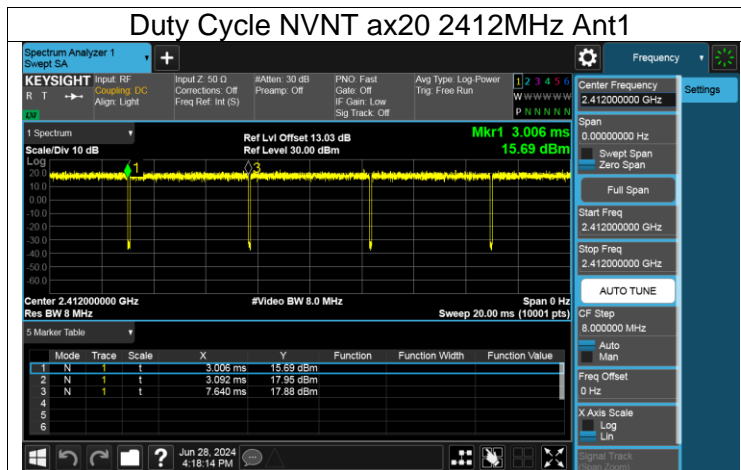 Duty Cycle NVNT ax20 2412MHz Ant1
Spectrum Analyzer 1
Swept SA
Frequency
KEYSIGHT
R T
LXI
Input: RF
Coupling: DC
Align: Light
Input Z: 50 Ω
Corrections: Off
Freq Ref: Int (S)
#Atten: 30 dB
Preamp: Off
PNO: Fast
Gate: Off
IF Gain: Low
Sig Track: Off
Avg Type: Log-Power
Trig: Free Run
1 2 3 4 5 6
W W W W W W
P N N N N N
1 Spectrum
Scale/Div 10 dB
Ref Lvl Offset 13.03 dB
Ref Level 30.00 dBm
Mkr1 3.006 ms
15.69 dBm
Log
20.0
10.0
0.00
-10.0
-20.0
-30.0
-40.0
-50.0
-60.0
1
3
Center 2.412000000 GHz
Res BW 8 MHz
#Video BW 8.0 MHz
Span 0 Hz
Sweep 20.00 ms (10001 pts)
5 Marker Table
Mode Trace Scale X Y Function Function Width Function Value
1 N 1 t 3.006 ms 15.69 dBm
2 N 1 t 3.092 ms 17.95 dBm
3 N 1 t 7.640 ms 17.88 dBm
4
5
6
Jun 28, 2024
4:18:14 PM
Center Frequency
2.412000000 GHz
Settings
Span
0.00000000 Hz
Swept Span
Zero Span
Full Span
Start Freq
2.412000000 GHz
Stop Freq
2.412000000 GHz
AUTO TUNE
CF Step
8.000000 MHz
Auto
Man
Freq Offset
0 Hz
X Axis Scale
Log
Lin
Signal Track
(Span Zoom)